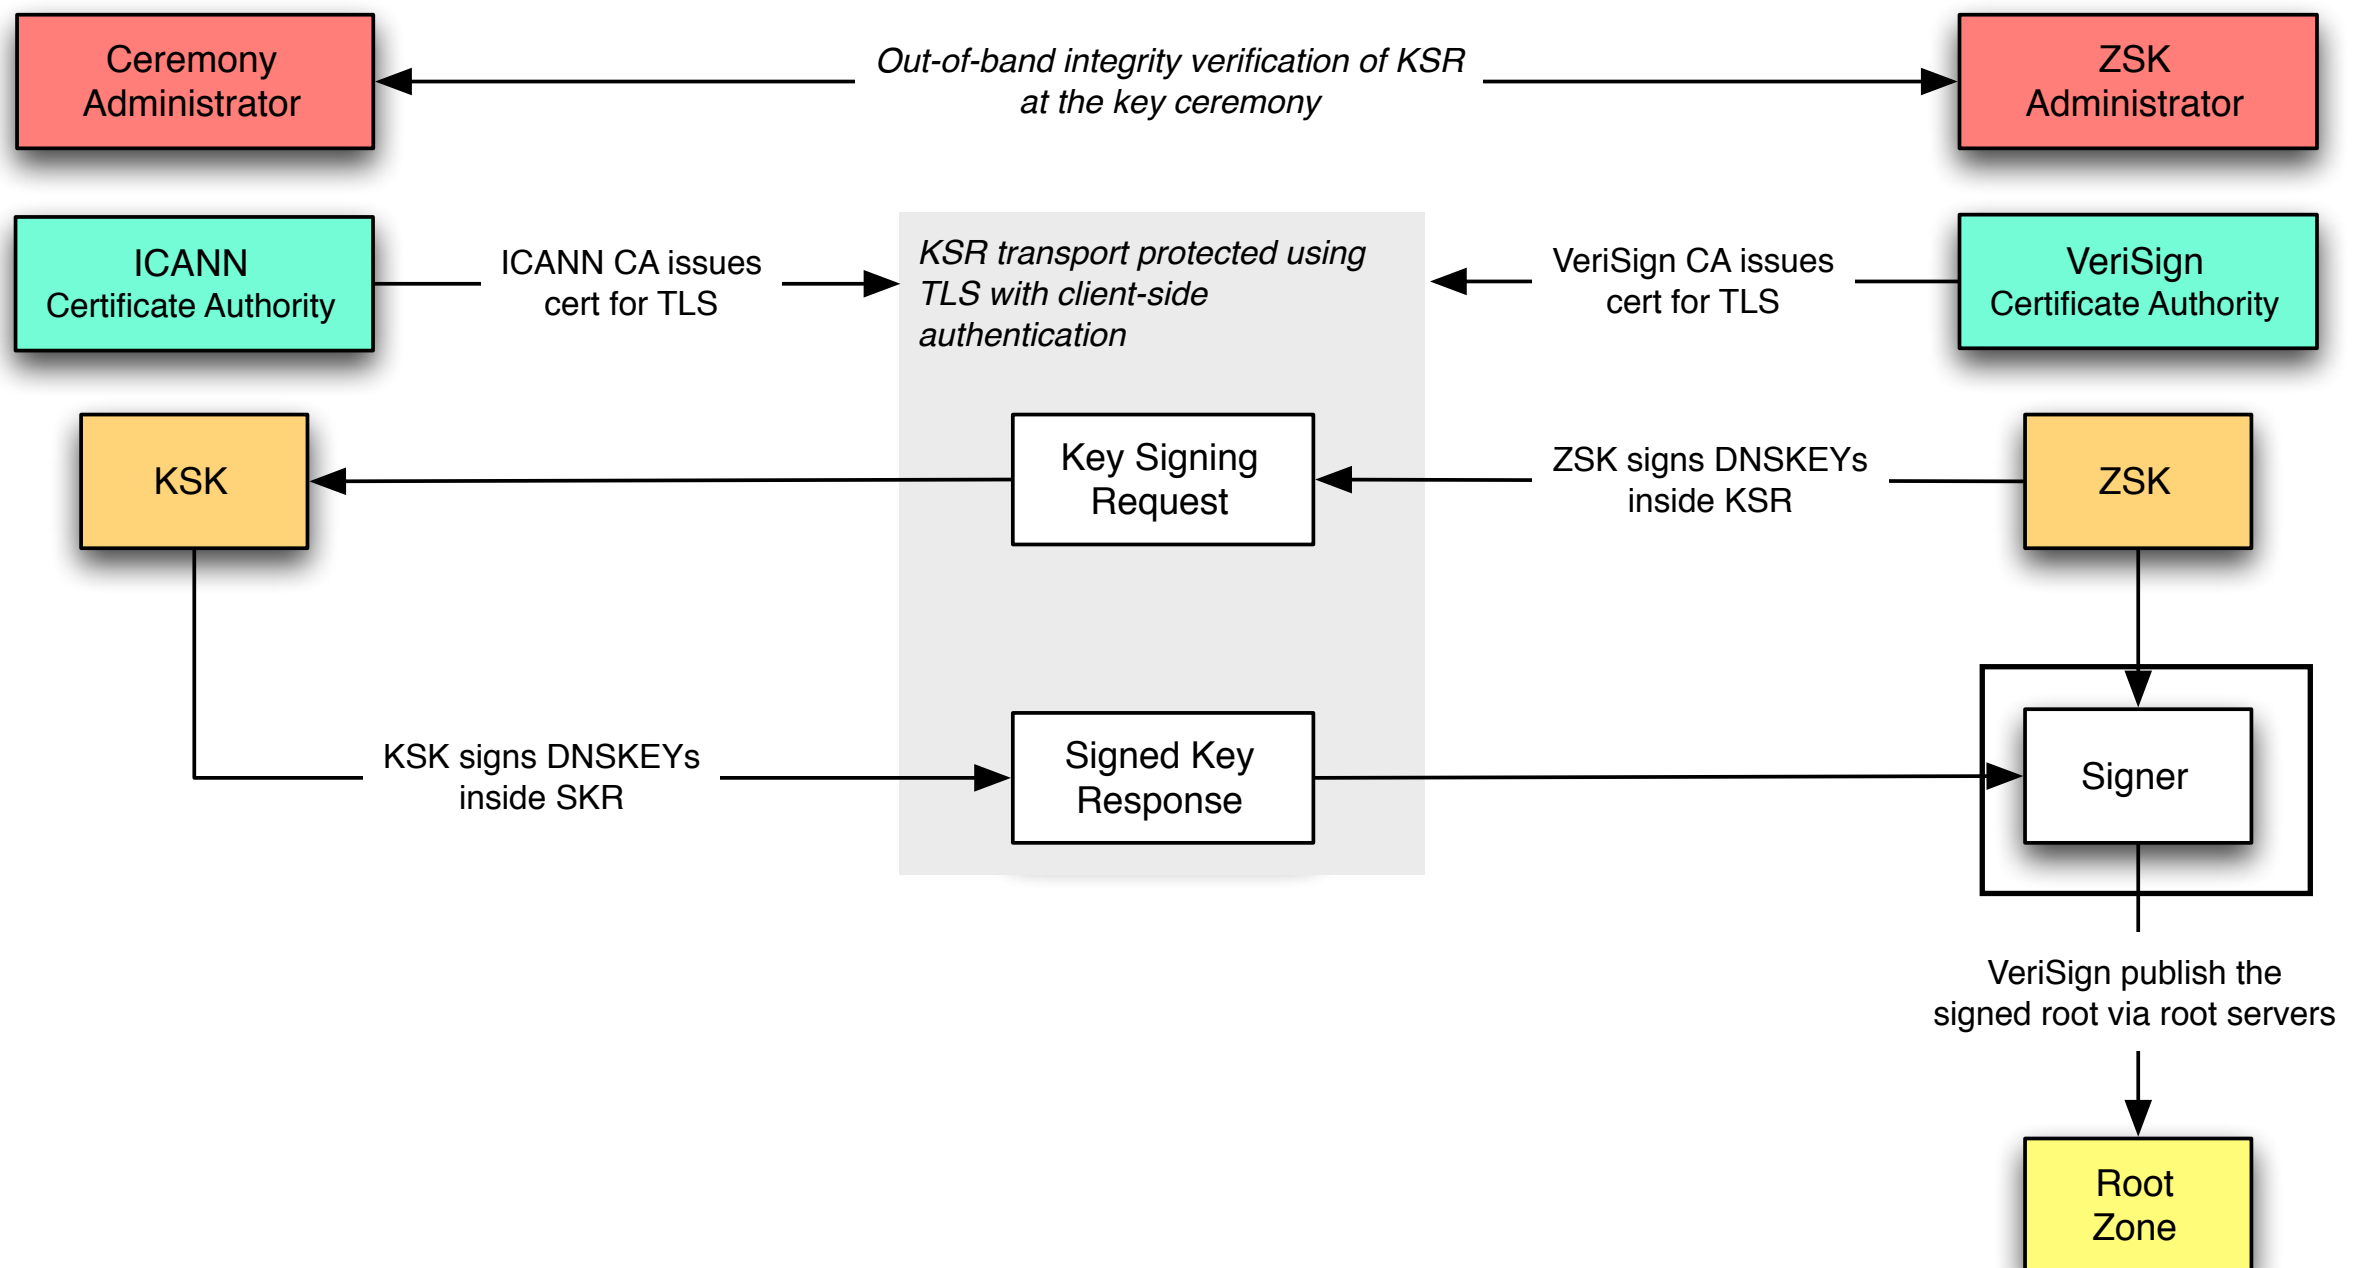 Ceremony
Administrator
Out-of-band integrity verification of KSR
at the key ceremony
ZSK
Administrator
ICANN
Certificate Authority
ICANN CA issues
cert for TLS
KSR transport protected using
TLS with client-side
authentication
VeriSign CA issues
cert for TLS
VeriSign
Certificate Authority
KSK
Key Signing
Request
ZSK signs DNSKEYs
inside KSR
ZSK
KSK signs DNSKEYs
inside SKR
Signed Key
Response
Signer
VeriSign publish the
signed root via root servers
Root
Zone